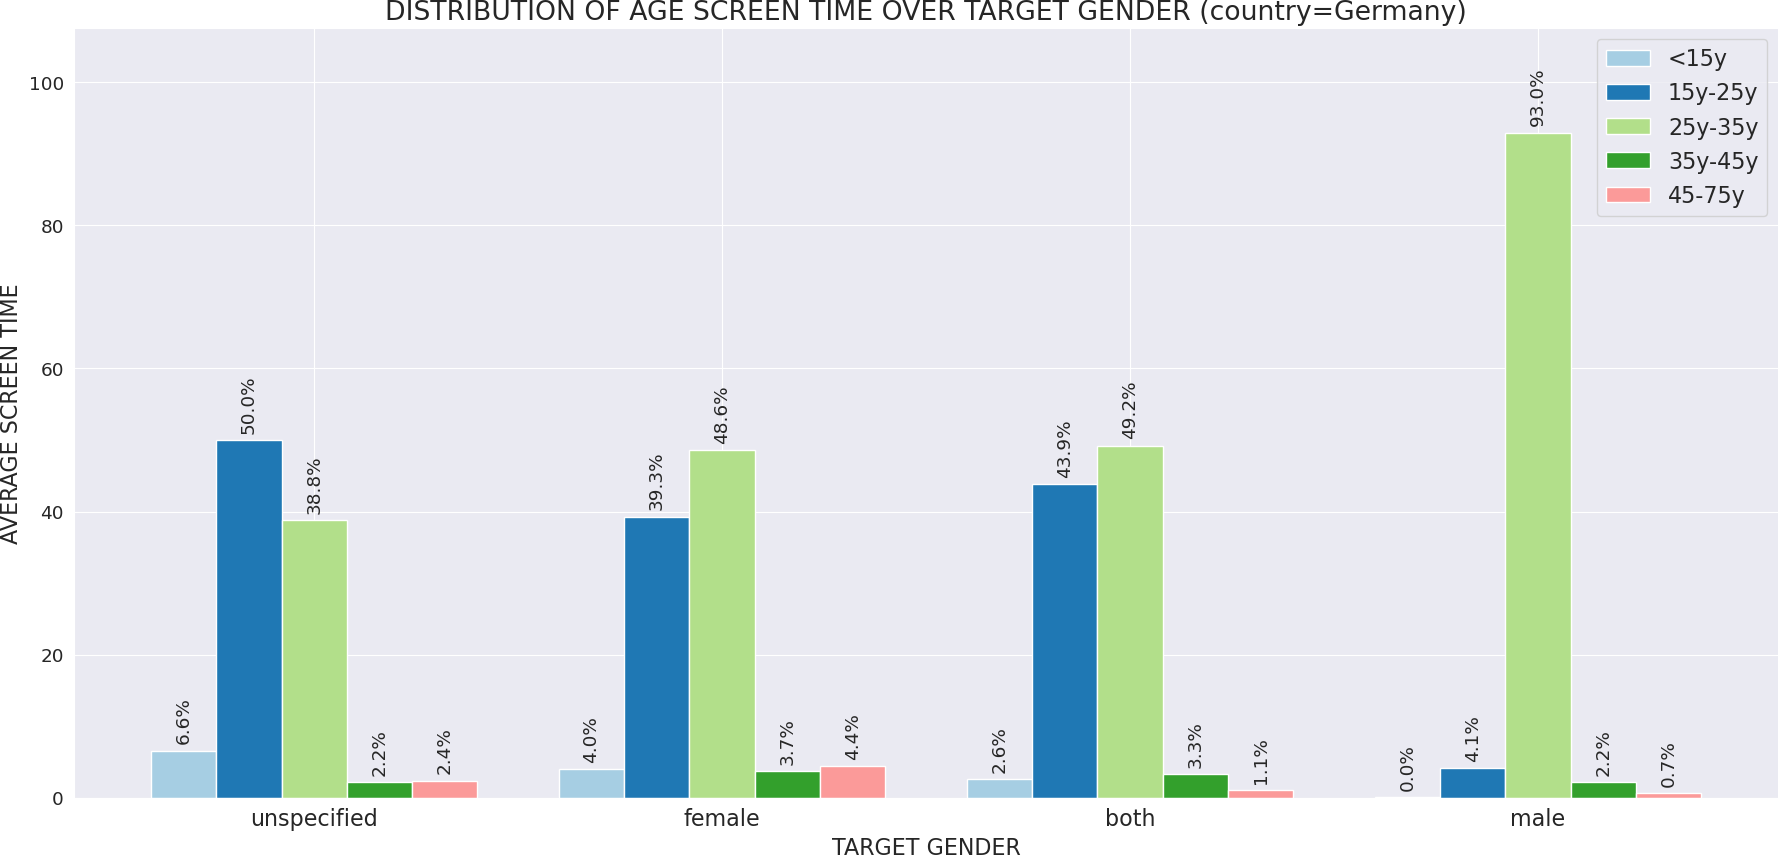 DISTRIBUTION OF AGE SCREEN TIME OVER TARGET GENDER (country=Germany)
<15y
15y-25y
25y-35y
35y-45y
45-75y
AVERAGE SCREEN TIME
100
80
60
40
20
0
6.6%
50.0%
38.8%
2.2%
2.4%
4.0%
39.3%
48.6%
3.7%
4.4%
2.6%
43.9%
49.2%
3.3%
1.1%
0.0%
4.1%
93.0%
2.2%
0.7%
unspecified
female
both
male
TARGET GENDER